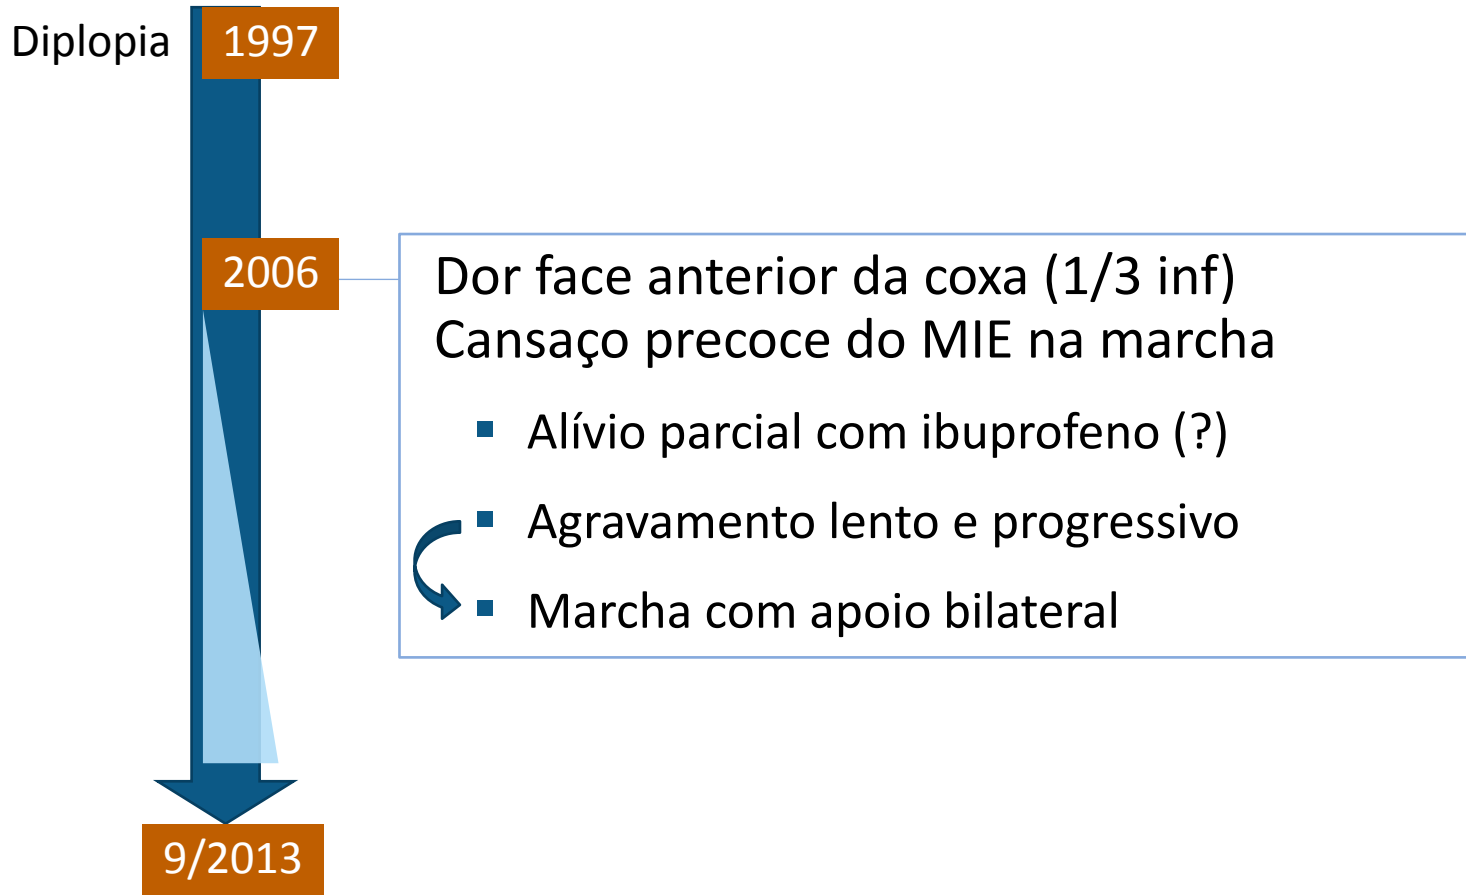 Diplopia
1997
2006
Dor face anterior da coxa (1/3 inf)
Cansaço precoce do MIE na marcha
Alívio parcial com ibuprofeno (?)
Agravamento lento e progressivo
Marcha com apoio bilateral
9/2013